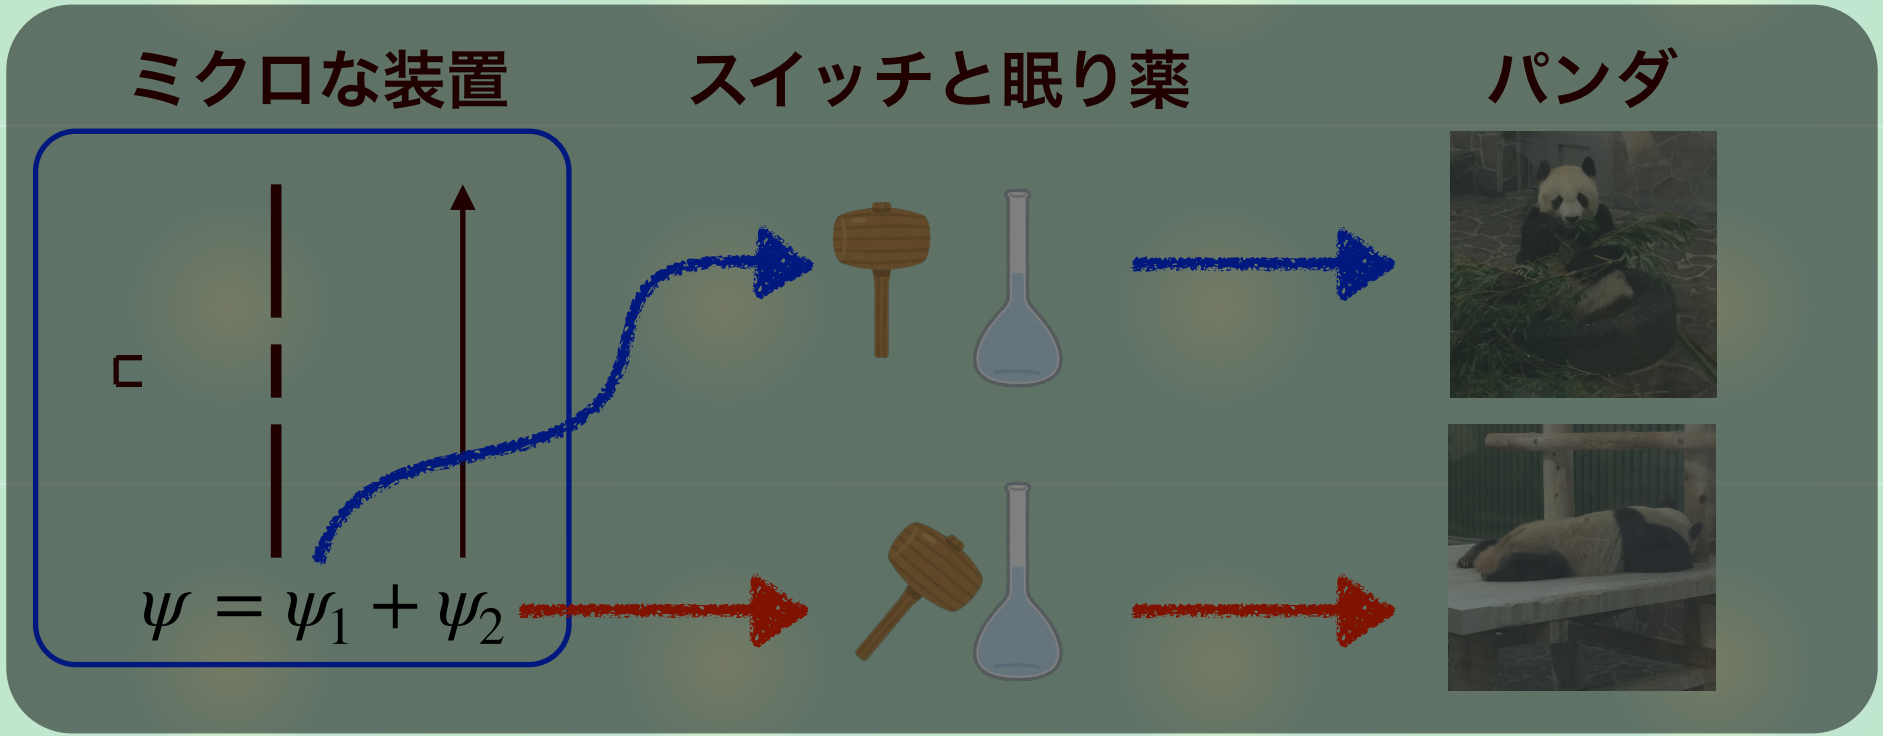 ミクロな装置
スイッチと眠り薬
パンダ
ψ = ψ₁ + ψ₂